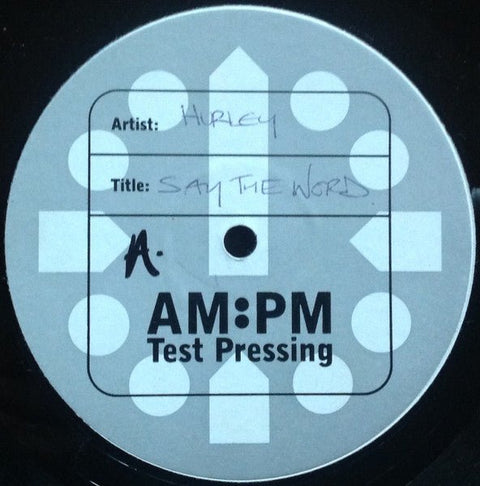 Artist: HURLEY
Title: SAY THE WORD
A.
AM:PM
Test Pressing